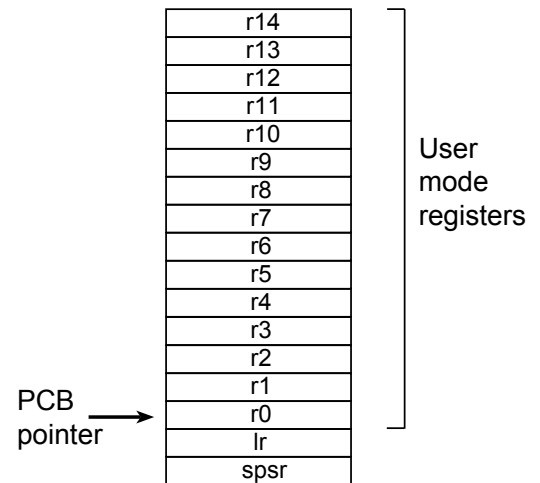 r14
r13
r12
r11
r10
r9
r8
r7
r6
r5
r4
r3
r2
r1
r0
lr
spsr
User
mode
registers
PCB
pointer